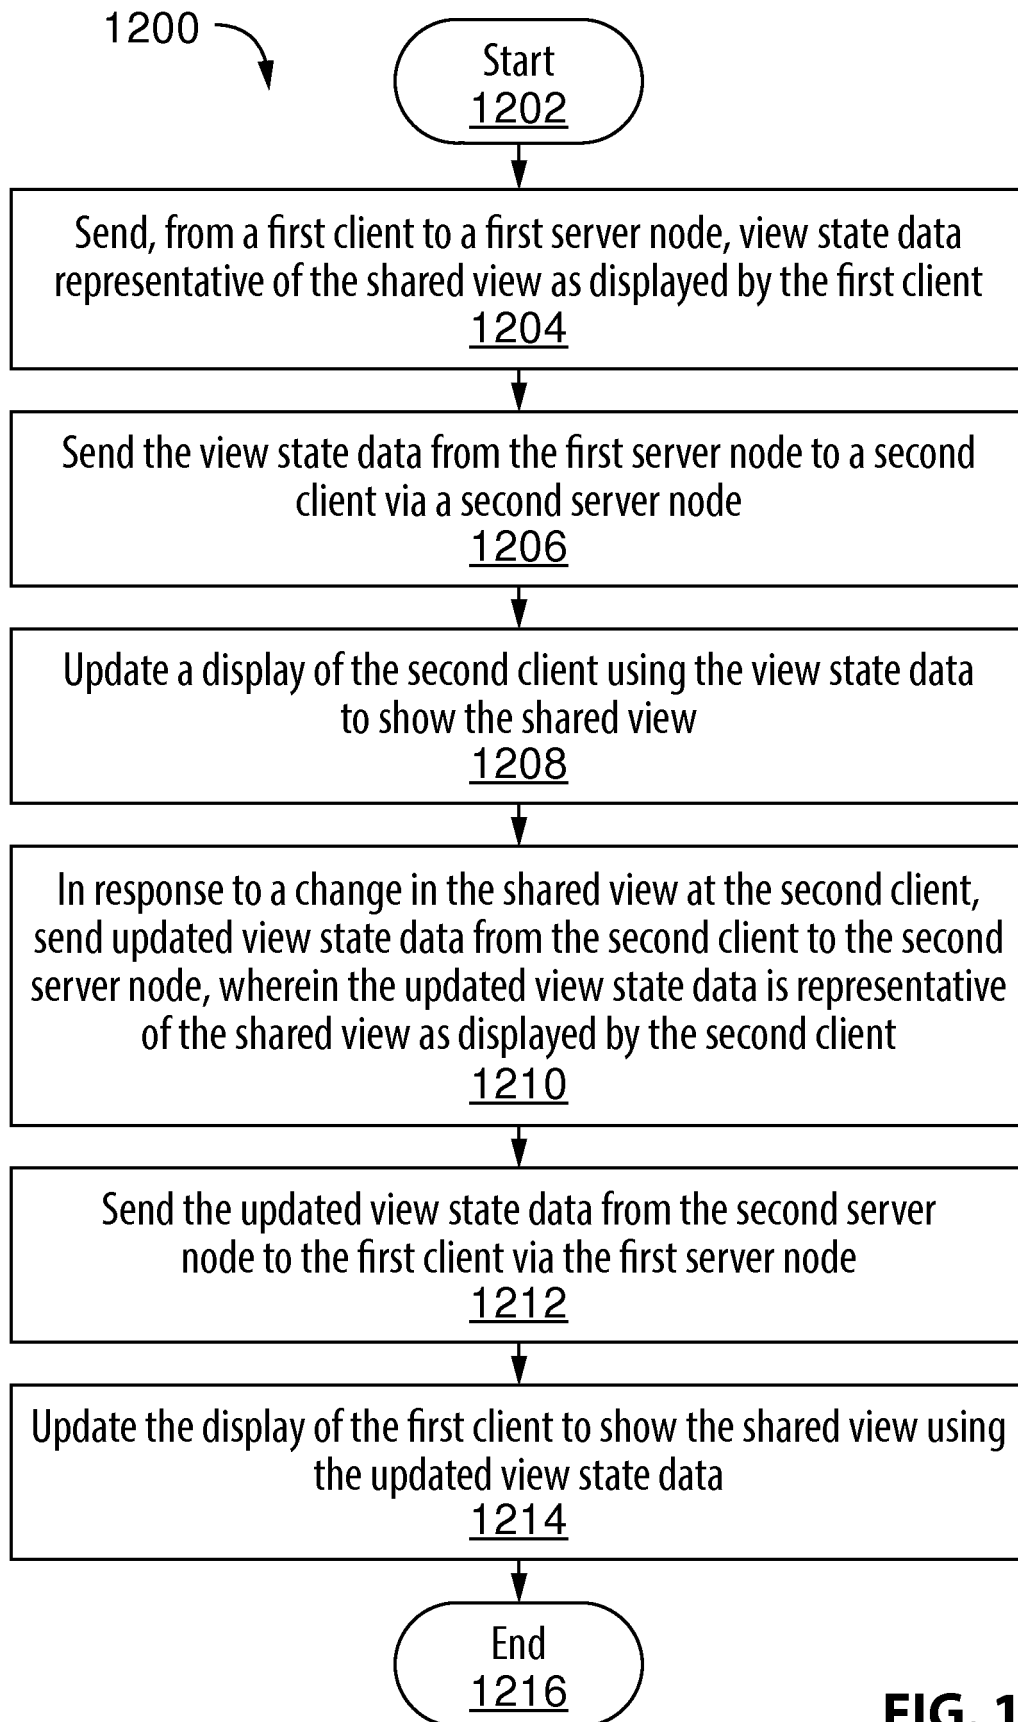 1200
Start
1202
Send, from a first client to a first server node, view state data
representative of the shared view as displayed by the first client
1204
Send the view state data from the first server node to a second
client via a second server node
1206
Update a display of the second client using the view state data
to show the shared view
1208
In response to a change in the shared view at the second client,
send updated view state data from the second client to the second
server node, wherein the updated view state data is representative
of the shared view as displayed by the second client
1210
Send the updated view state data from the second server
node to the first client via the first server node
1212
Update the display of the first client to show the shared view using
the updated view state data
1214
End
1216
FIG. 1